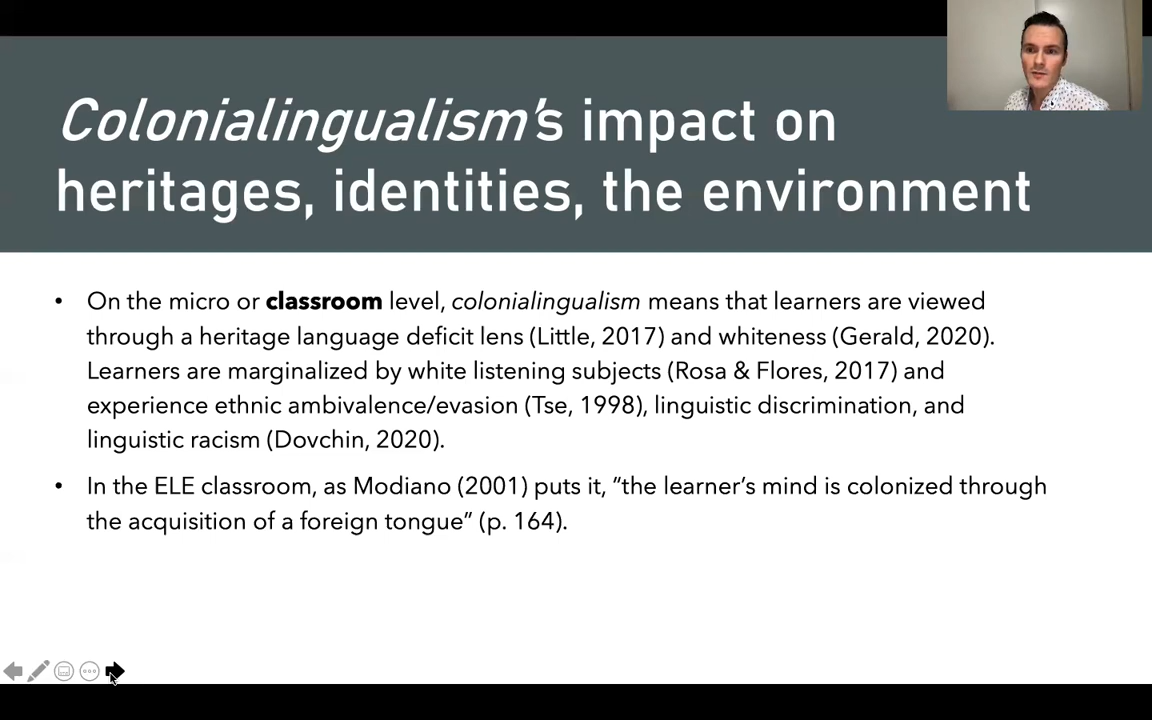 Colonialingualism's impact on
heritages, identities, the environment
• On the micro or classroom level, colonialingualism means that learners are viewed
through a heritage language deficit lens (Little, 2017) and whiteness (Gerald, 2020).
Learners are marginalized by white listening subjects (Rosa & Flores, 2017) and
experience ethnic ambivalence/evasion (Tse, 1998), linguistic discrimination, and
linguistic racism (Dovchin, 2020).
• In the ELE classroom, as Modiano (2001) puts it, “the learner’s mind is colonized through
the acquisition of a foreign tongue” (p. 164).